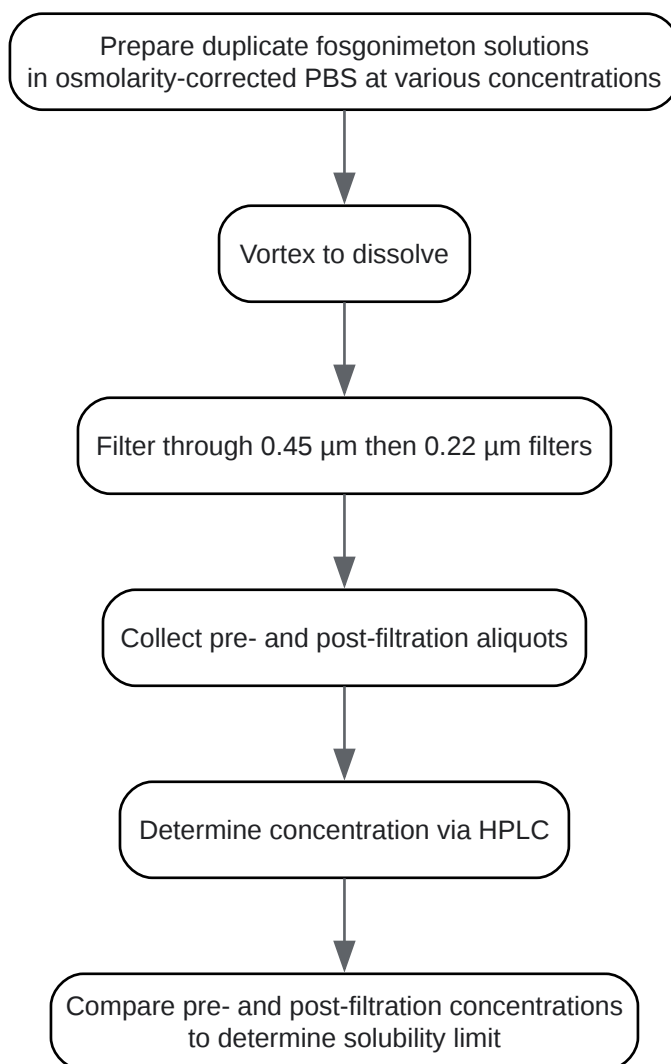 Prepare duplicate fosgonimeton solutions
in osmolarity-corrected PBS at various concentrations
Vortex to dissolve
Filter through 0.45 µm then 0.22 µm filters
Collect pre- and post-filtration aliquots
Determine concentration via HPLC
Compare pre- and post-filtration concentrations
to determine solubility limit